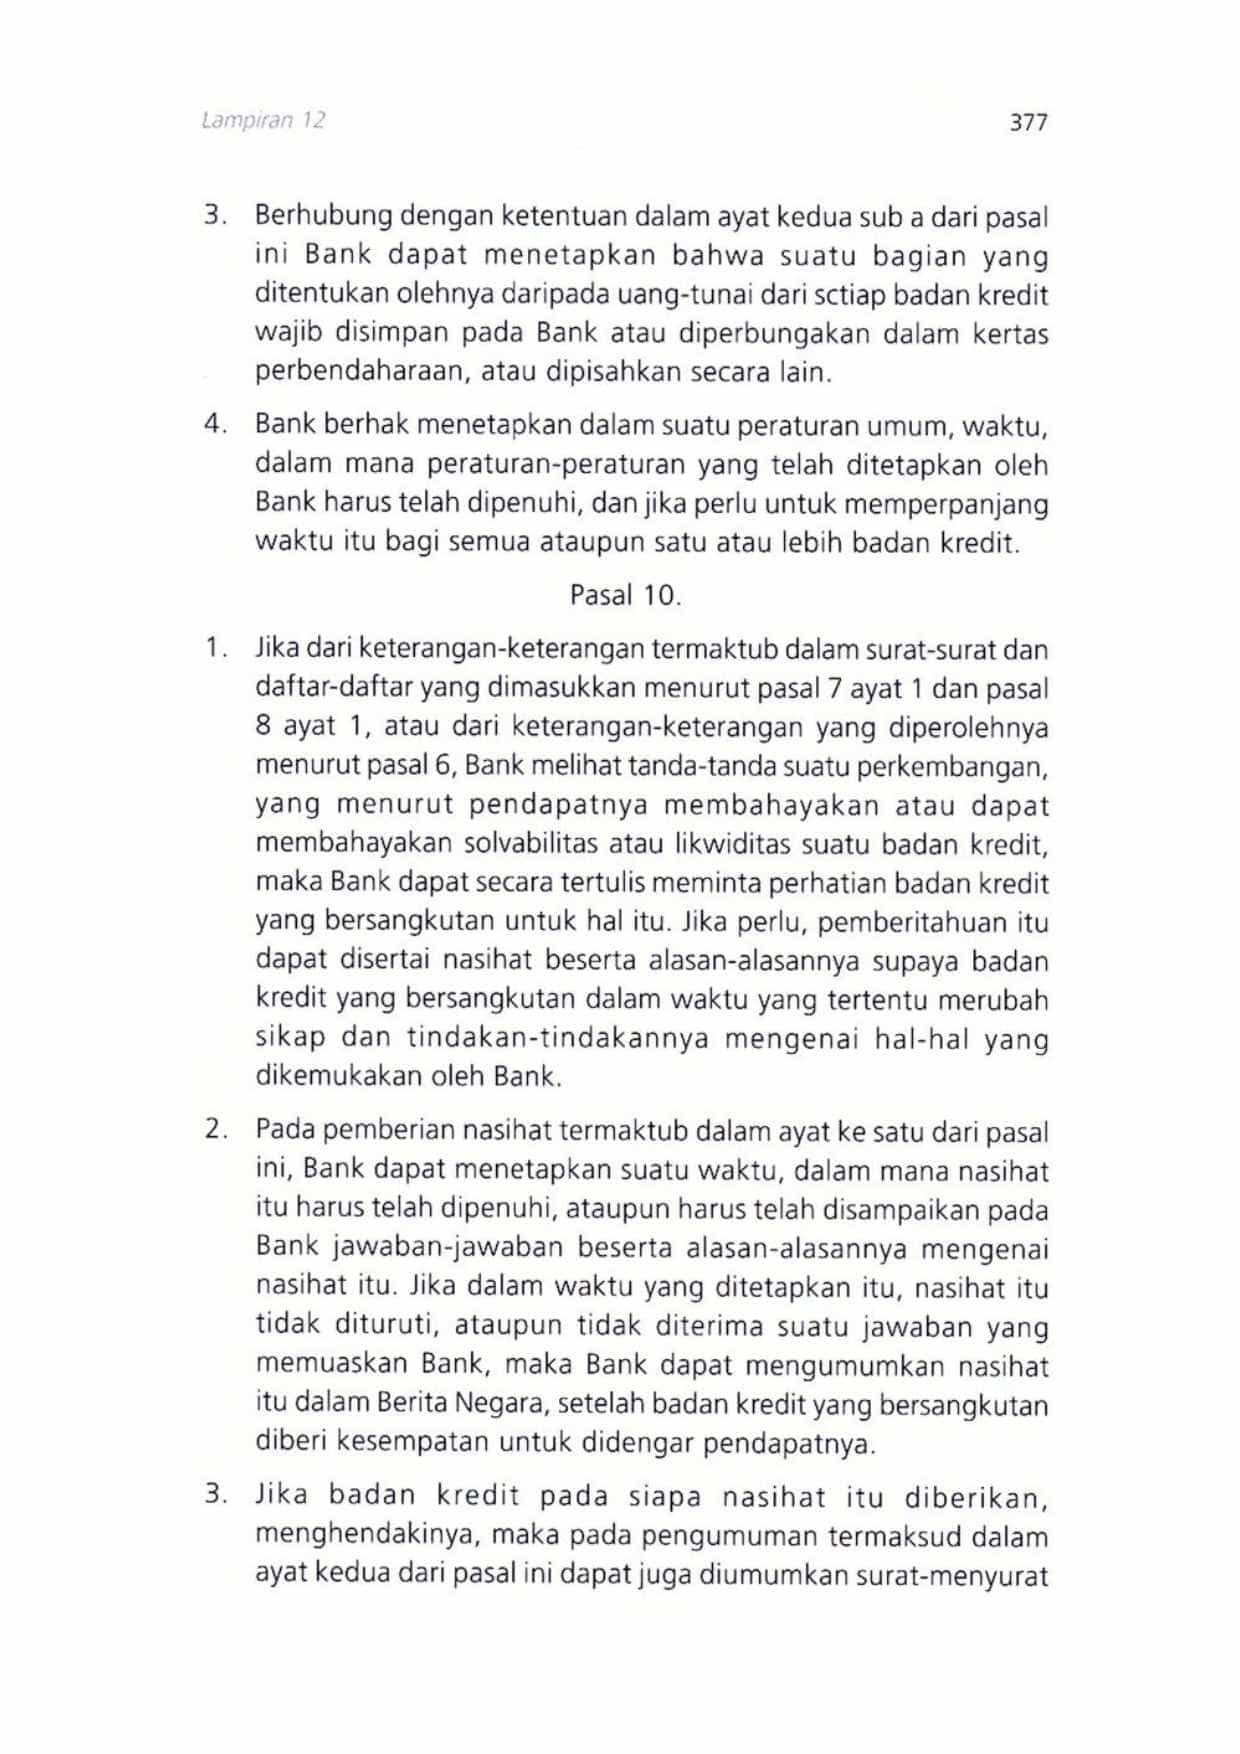 Lampiran 12
377
3. Berhubung dengan ketentuan dalam ayat kedua sub a dari pasal
ini Bank dapat menetapkan bahwa suatu bagian yang
ditentukan olehnya daripada uang-tunai dari sctiap badan kredit
wajib disimpan pada Bank atau diperbungakan dalam kertas
perbendaharaan, atau dipisahkan secara lain.
4. Bank berhak menetapkan dalam suatu peraturan umum, waktu,
dalam mana peraturan-peraturan yang telah ditetapkan oleh
Bank harus telah dipenuhi, dan jika perlu untuk memperpanjang
waktu itu bagi semua ataupun satu atau lebih badan kredit.
Pasal 10.
1. Jika dari keterangan-keterangan termaktub dalam surat-surat dan
daftar-daftar yang dimasukkan menurut pasal 7 ayat 1 dan pasal
8 ayat 1, atau dari keterangan-keterangan yang diperolehnya
menurut pasal 6, Bank melihat tanda-tanda suatu perkembangan,
yang menurut pendapatnya membahayakan atau dapat
membahayakan solvabilitas atau likwiditas suatu badan kredit,
maka Bank dapat secara tertulis meminta perhatian badan kredit
yang bersangkutan untuk hal itu. Jika perlu, pemberitahuan itu
dapat disertai nasihat beserta alasan-alasannya supaya badan
kredit yang bersangkutan dalam waktu yang tertentu merubah
sikap dan tindakan-tindakannya mengenai hal-hal yang
dikemukakan oleh Bank.
2. Pada pemberian nasihat termaktub dalam ayat ke satu dari pasal
ini, Bank dapat menetapkan suatu waktu, dalam mana nasihat
itu harus telah dipenuhi, ataupun harus telah disampaikan pada
Bank jawaban-jawaban beserta alasan-alasannya mengenai
nasihat itu. Jika dalam waktu yang ditetapkan itu, nasihat itu
tidak dituruti, ataupun tidak diterima suatu jawaban yang
memuaskan Bank, maka Bank dapat mengumumkan nasihat
itu dalam Berita Negara, setelah badan kredit yang bersangkutan
diberi kesempatan untuk didengar pendapatnya.
3. Jika badan kredit pada siapa nasihat itu diberikan,
menghendakinya, maka pada pengumuman termaksud dalam
ayat kedua dari pasal ini dapat juga diumumkan surat-menyurat